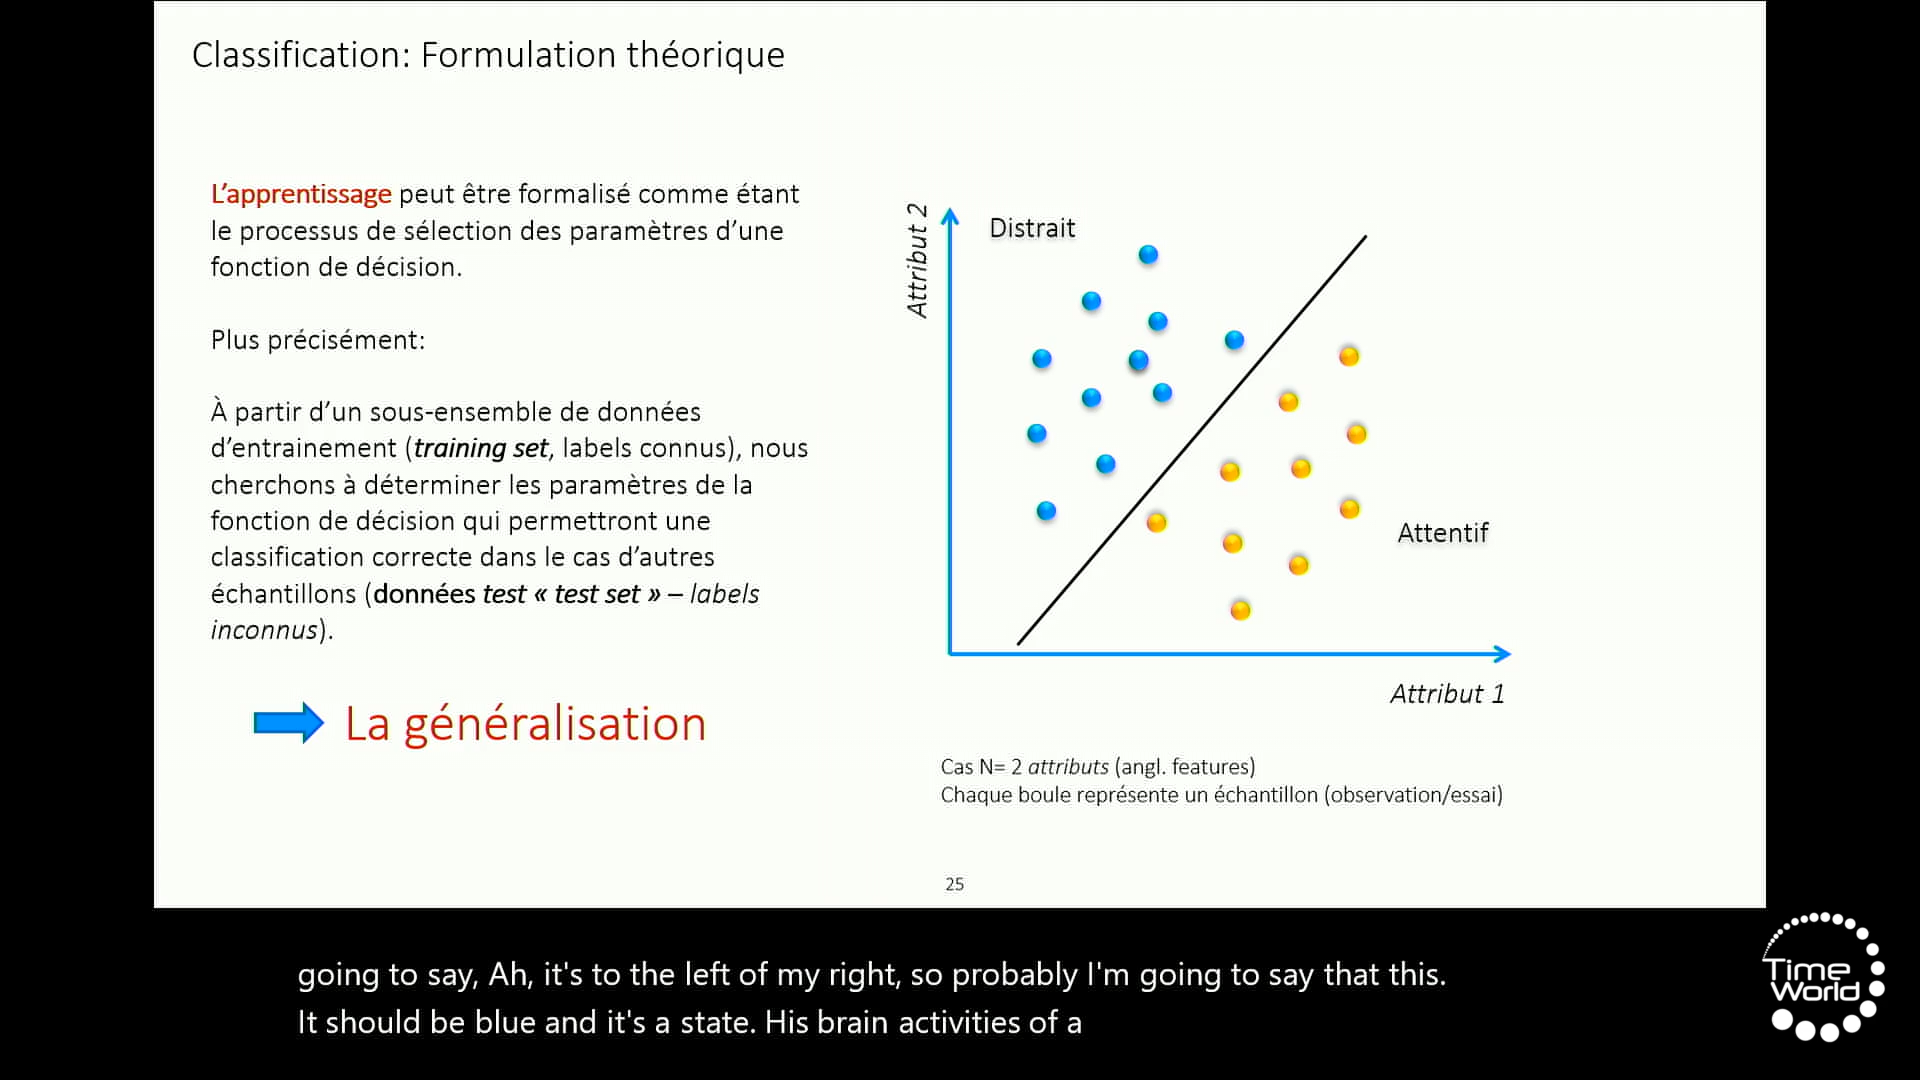 Classification: Formulation théorique
L'apprentissage peut être formalisé comme étant
le processus de sélection des paramètres d'une
fonction de décision.
Plus précisément:
À partir d'un sous-ensemble de données
d'entrainement (training set, labels connus), nous
cherchons à déterminer les paramètres de la
fonction de décision qui permettront une
classification correcte dans le cas d'autres
échantillons (données test « test set » – labels
inconnus).
La généralisation
Attribut 2
Distrait
Attentif
Attribut 1
Cas N= 2 attributs (angl. features)
Chaque boule représente un échantillon (observation/essai)
25
going to say, Ah, it's to the left of my right, so probably I'm going to say that this.
It should be blue and it's a state. His brain activities of a
Time
World